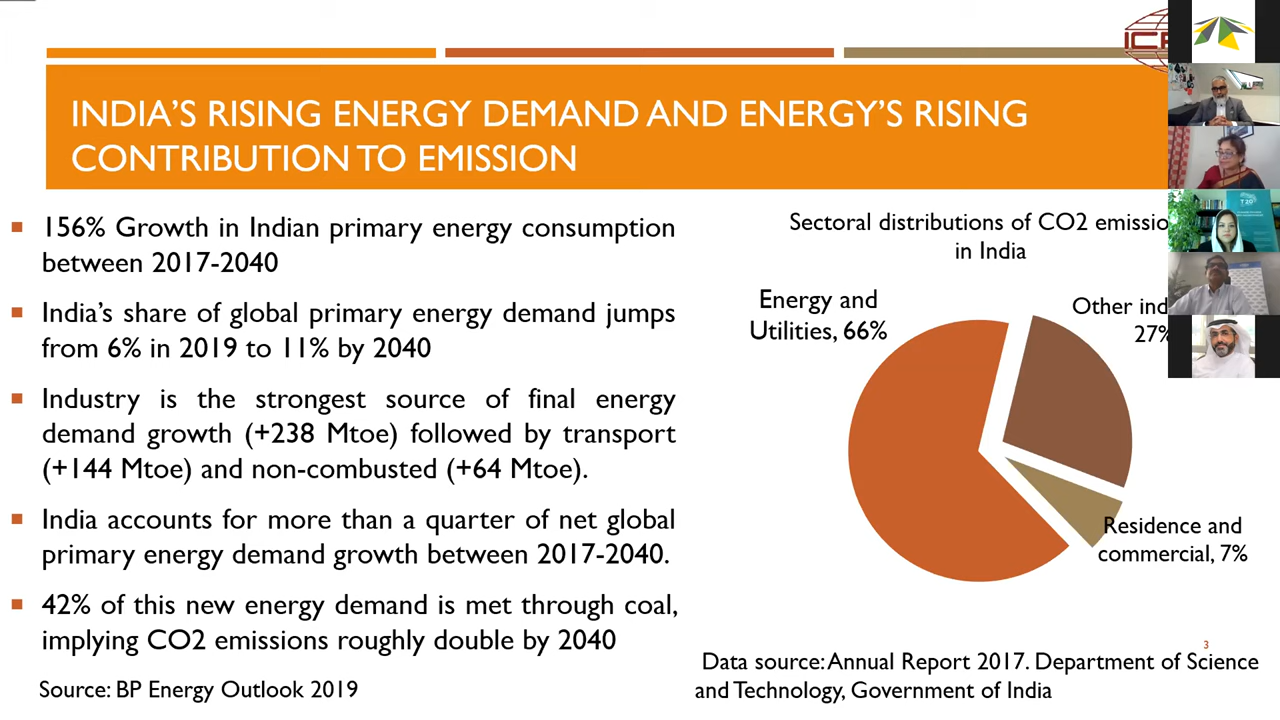 INDIA'S RISING ENERGY DEMAND AND ENERGY'S RISING
CONTRIBUTION TO EMISSION
156% Growth in Indian primary energy consumption
between 2017-2040
India's share of global primary energy demand jumps
from 6% in 2019 to 11% by 2040
Industry is the strongest source of final energy
demand growth (+238 Mtoe) followed by transport
(+144 Mtoe) and non-combusted (+64 Mtoe).
India accounts for more than a quarter of net global
primary energy demand growth between 2017-2040.
42% of this new energy demand is met through coal,
implying CO2 emissions roughly double by 2040
Source: BP Energy Outlook 2019
Sectoral distributions of CO2 emissio
in India
Energy and
Utilities, 66%
Other ind
27%
Residence and
commercial, 7%
3
Data source: Annual Report 2017. Department of Science
and Technology, Government of India
T20